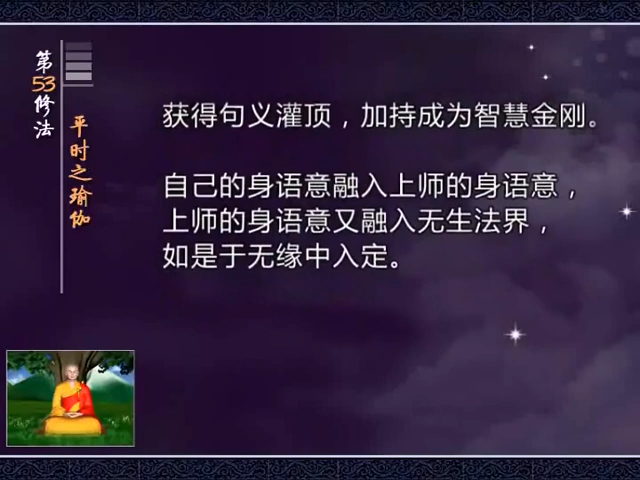 第53修法
平时之瑜伽
获得句义灌顶，加持成为智慧金刚。
自己的身语意融入上师的身语意，
上师的身语意又融入无生法界，
如是于无缘中入定。